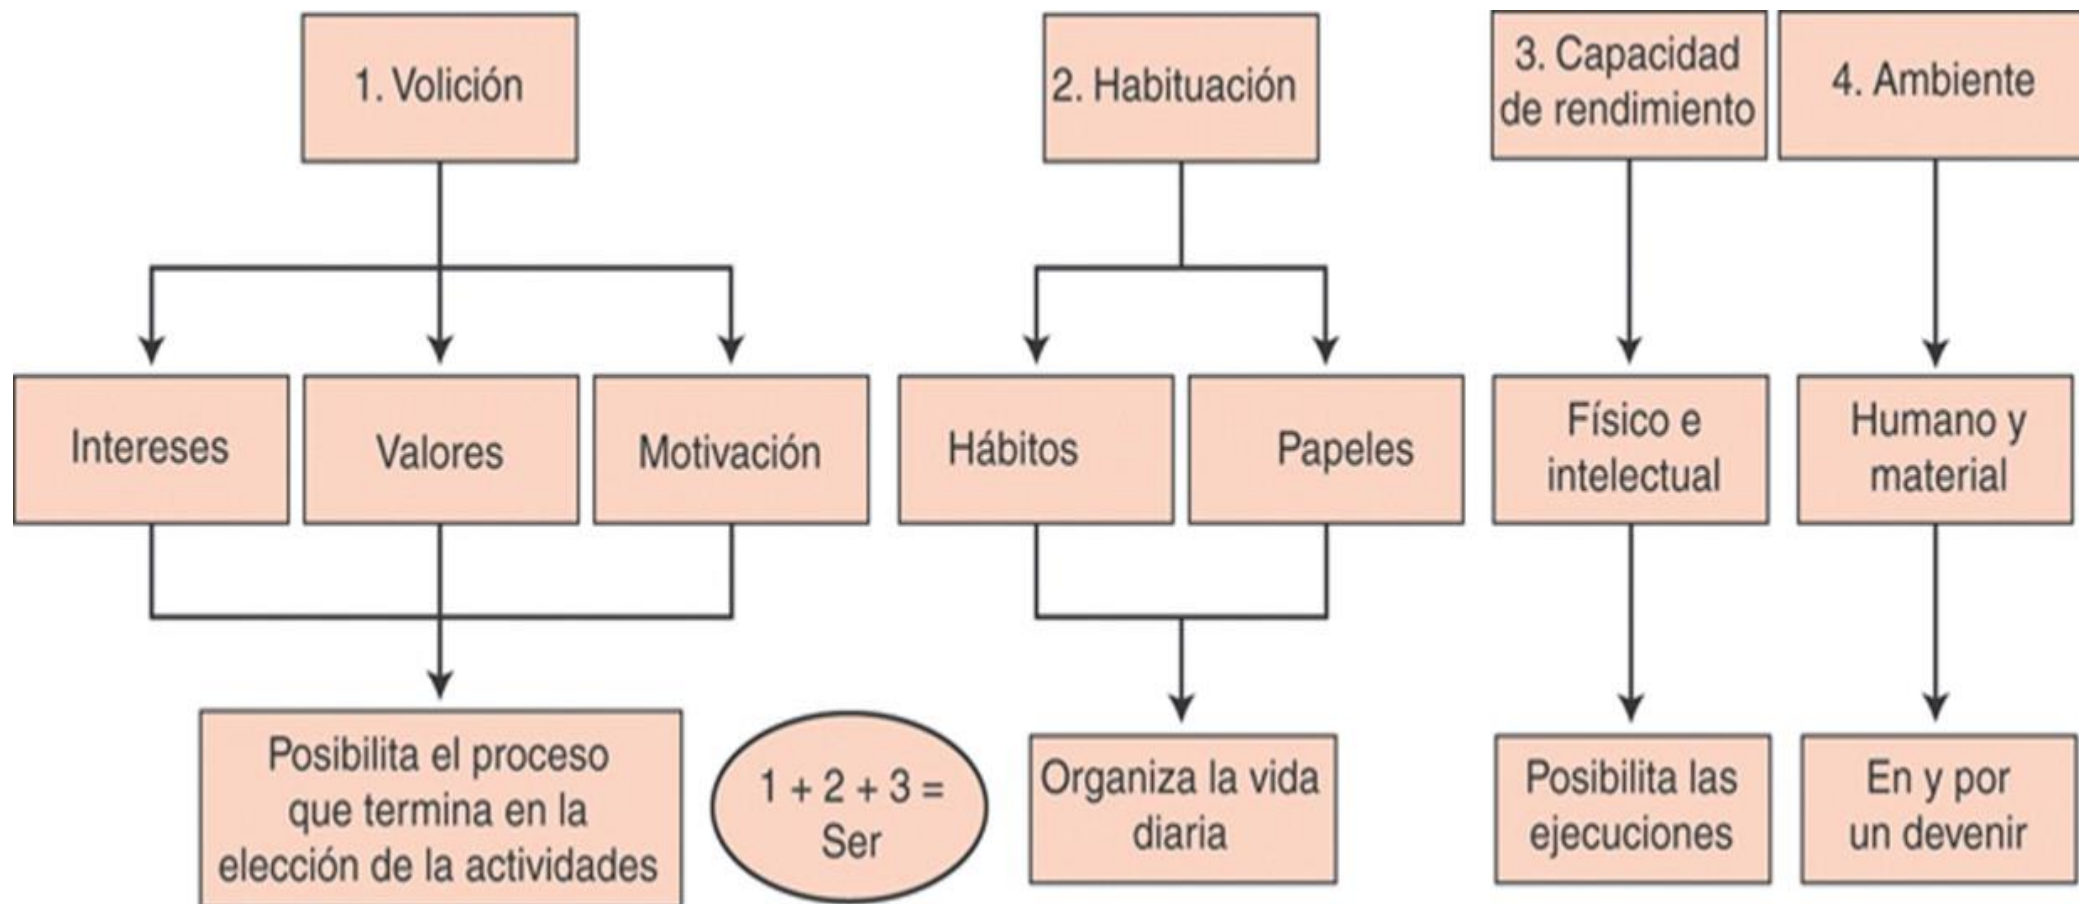 1. Volición
2. Habituación
3. Capacidad
de rendimiento
4. Ambiente
Intereses
Valores
Motivación
Hábitos
Papeles
Físico e
intelectual
Humano y
material
Posibilita el proceso
que termina en la
elección de la actividades
1 + 2 + 3 =
Ser
Organiza la vida
diaria
Posibilita las
ejecuciones
En y por
un devenir